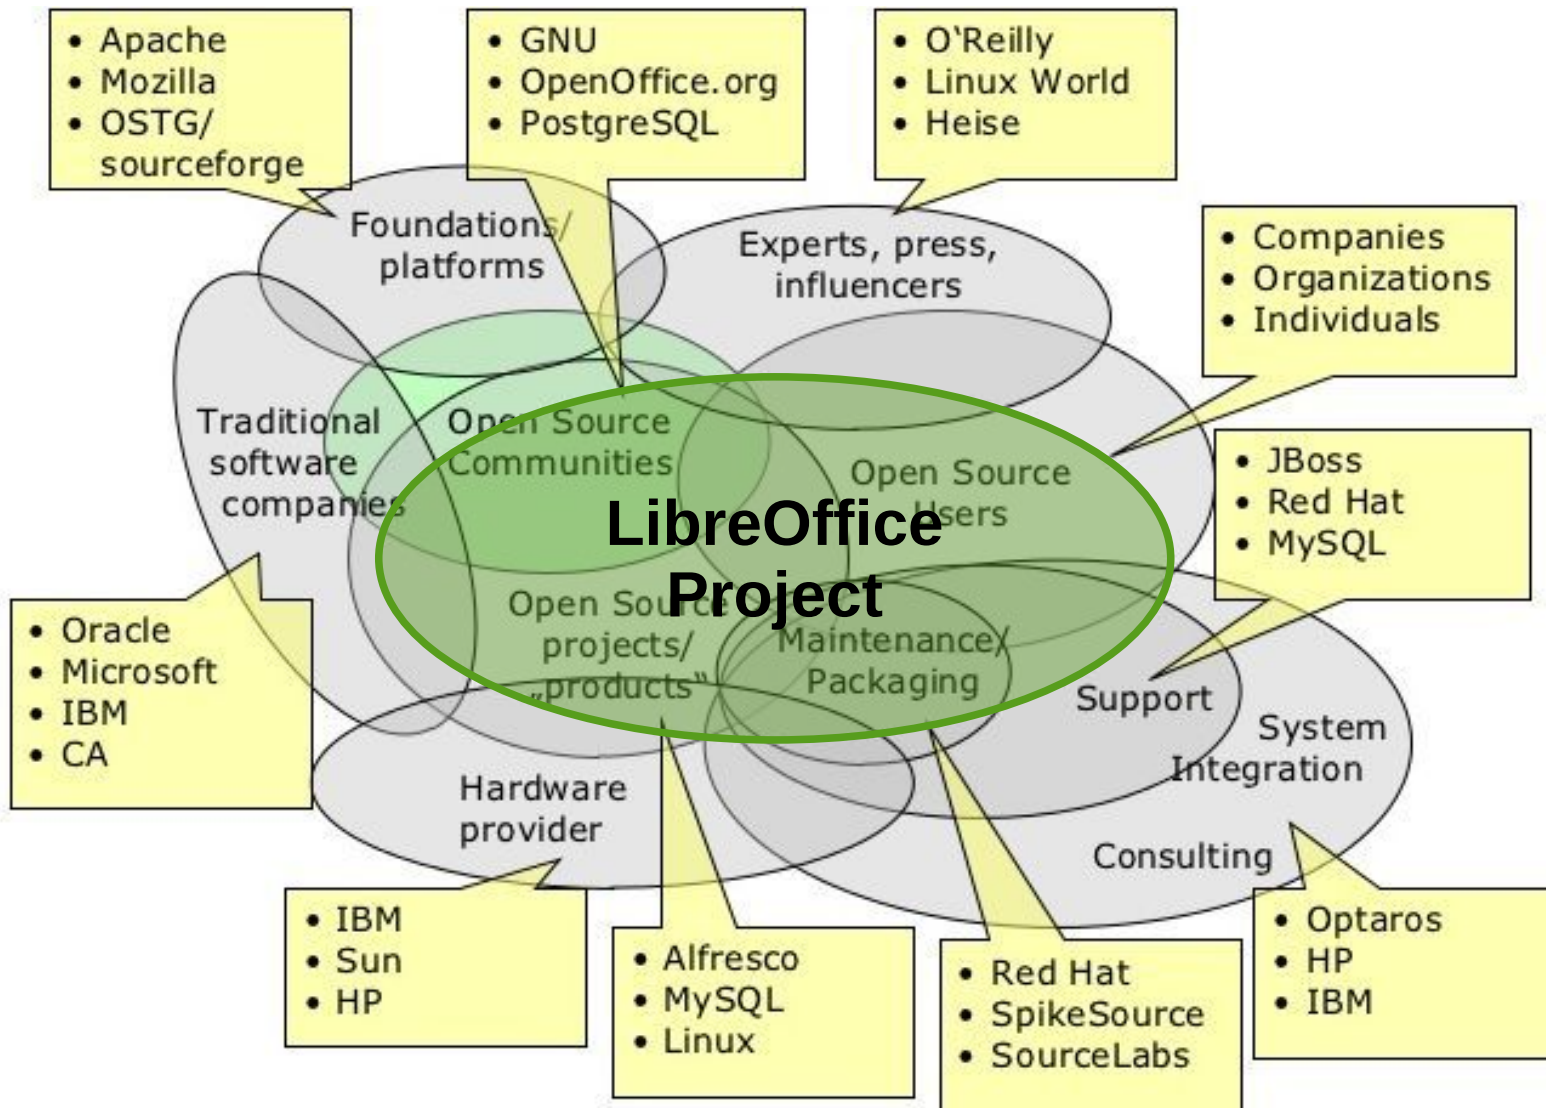 • Apache
• Mozilla
• OSTG/
sourceforge
• GNU
• OpenOffice.org
• PostgreSQL
• O‘Reilly
• Linux World
• Heise
Foundations/
platforms
Experts, press,
influencers
• Companies
• Organizations
• Individuals
Traditional
software
companies
Open Source
Communities
Open Source
Users
• JBoss
• Red Hat
• MySQL
LibreOffice
Project
Open Source
projects/
„products“
Maintenance/
Packaging
Support
System
Integration
Consulting
• Oracle
• Microsoft
• IBM
• CA
Hardware
provider
• IBM
• Sun
• HP
• Alfresco
• MySQL
• Linux
• Red Hat
• SpikeSource
• SourceLabs
• Optaros
• HP
• IBM